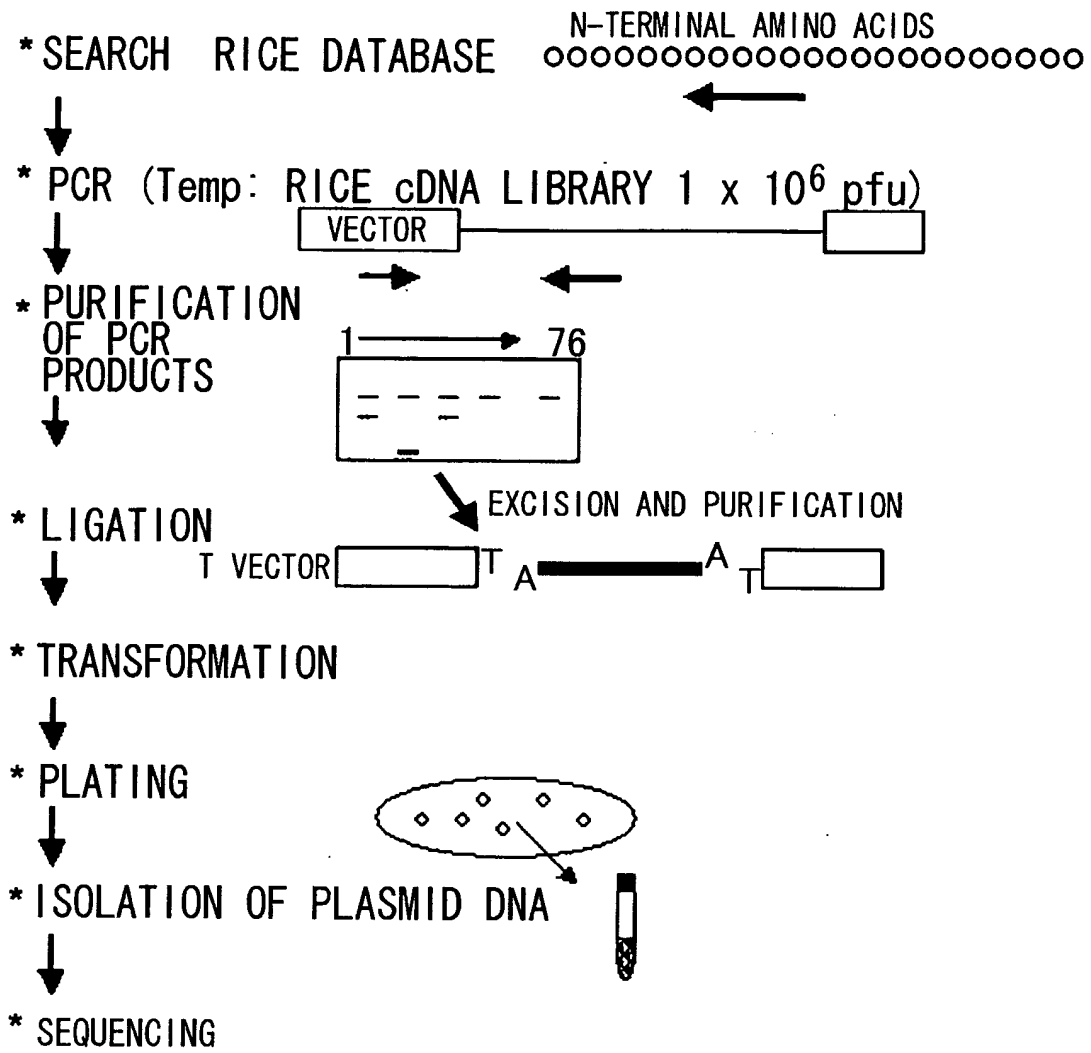 N-TERMINAL AMINO ACIDS
* SEARCH RICE DATABASE
* PCR (Temp: RICE cDNA LIBRARY 1 x 10⁶ pfu)
VECTOR
* PURIFICATION
OF PCR
PRODUCTS
1 76
EXCISION AND PURIFICATION
* LIGATION
T VECTOR T A A T
* TRANSFORMATION
* PLATING
* ISOLATION OF PLASMID DNA
* SEQUENCING